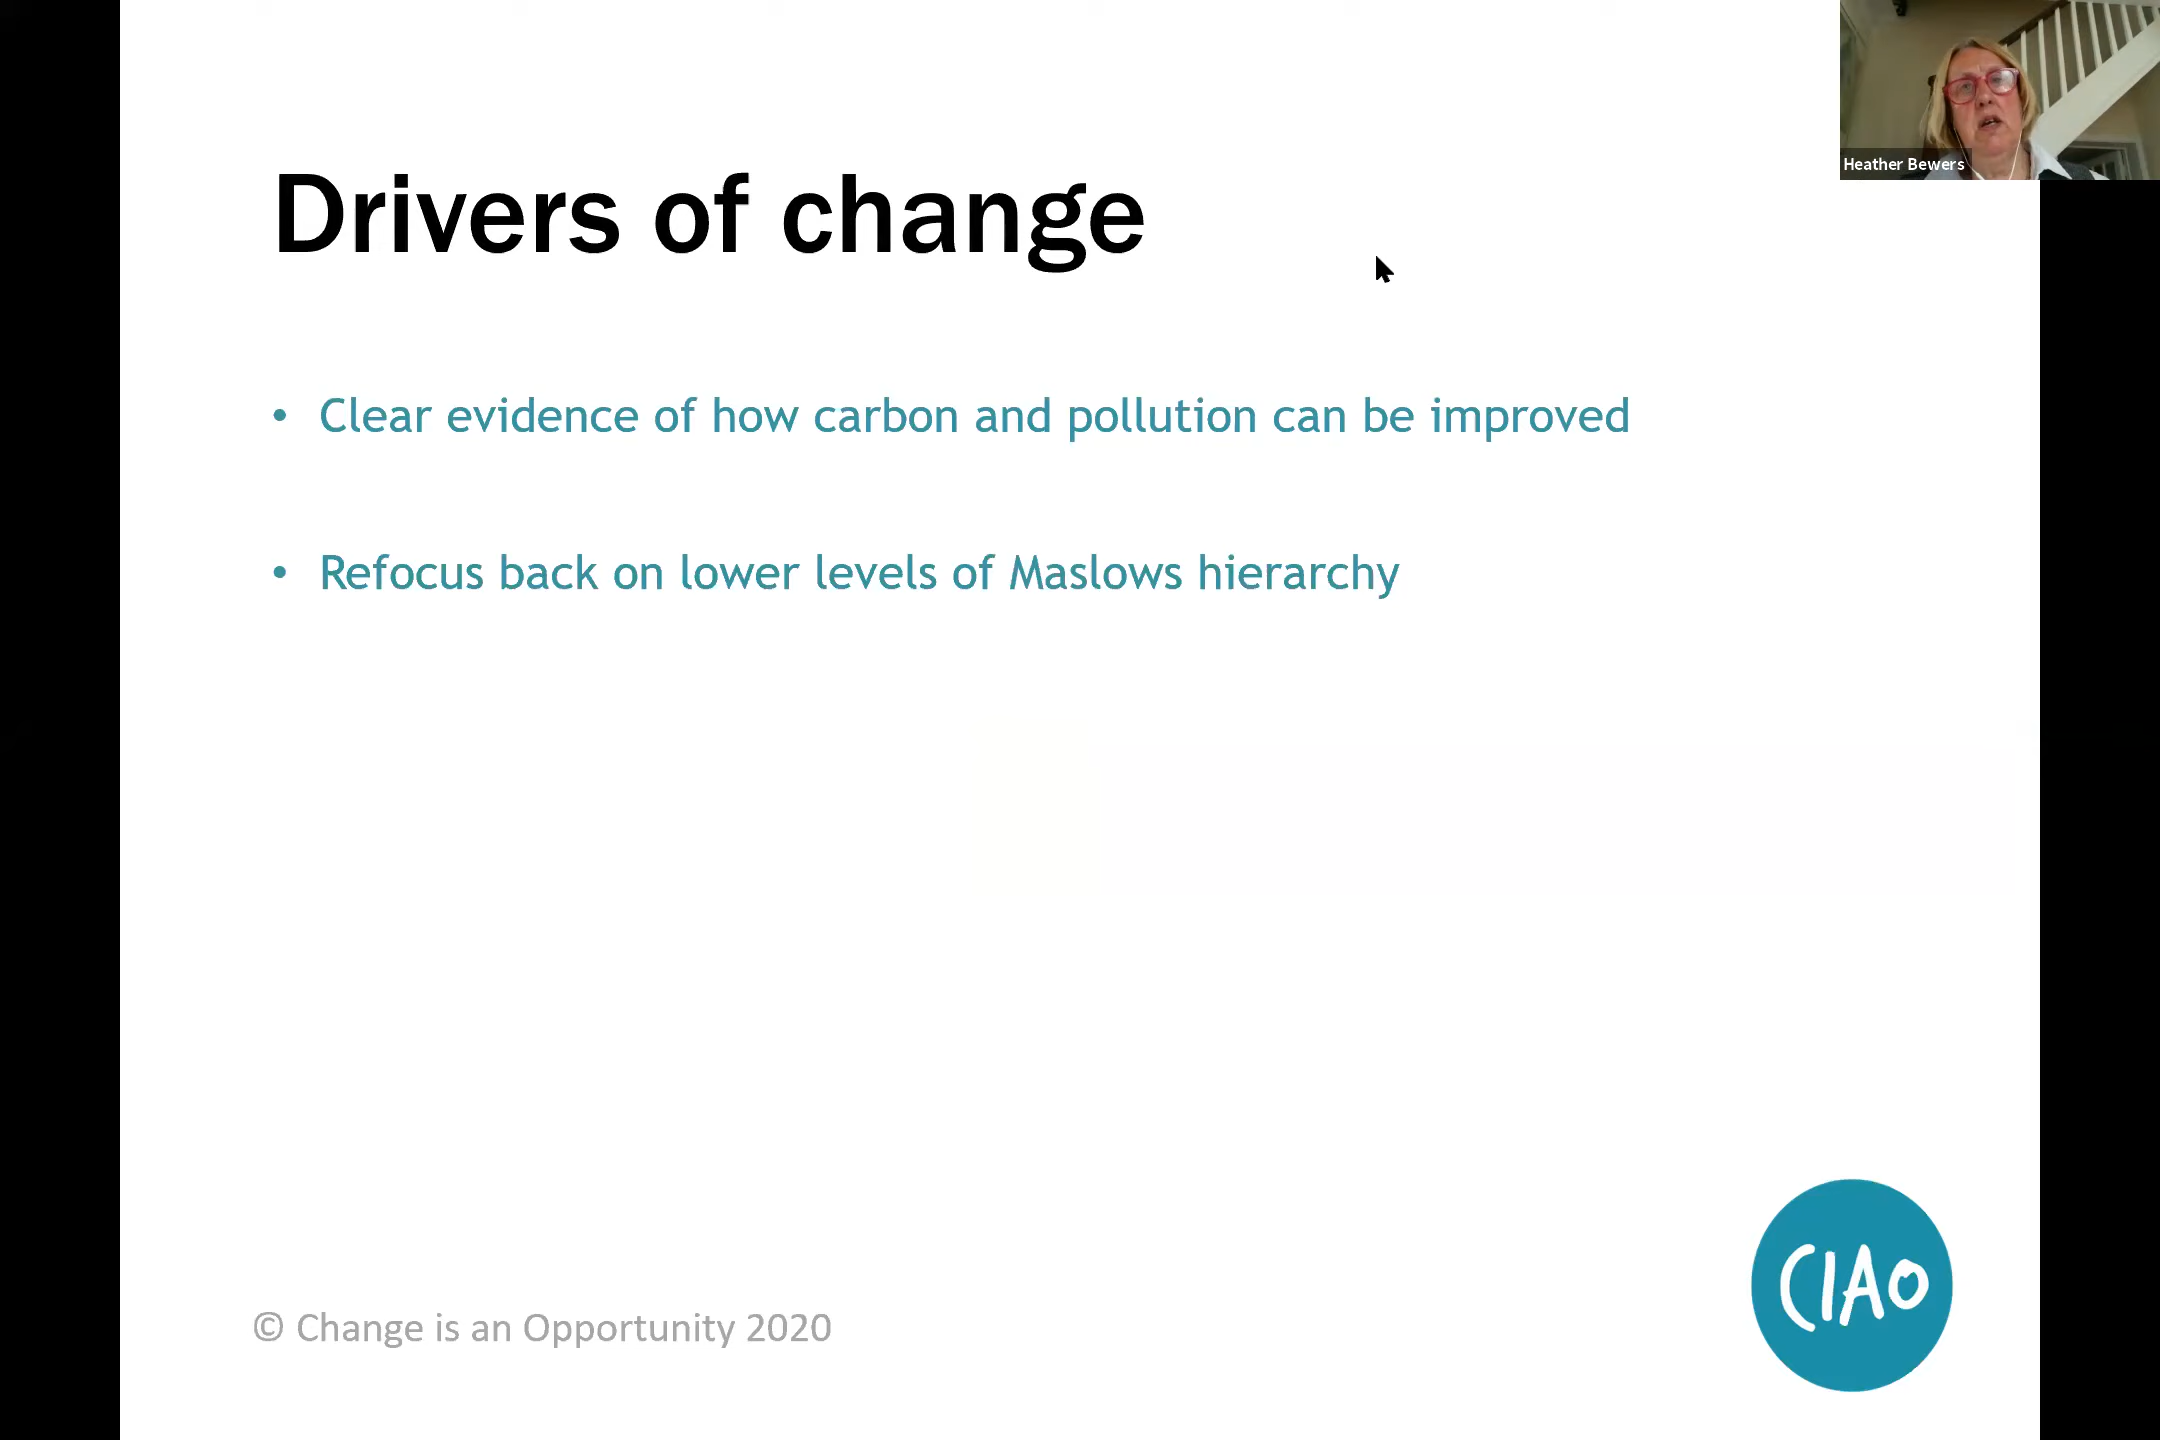 Heather Bewers
Drivers of change
• Clear evidence of how carbon and pollution can be improved
• Refocus back on lower levels of Maslows hierarchy
© Change is an Opportunity 2020
CIAO